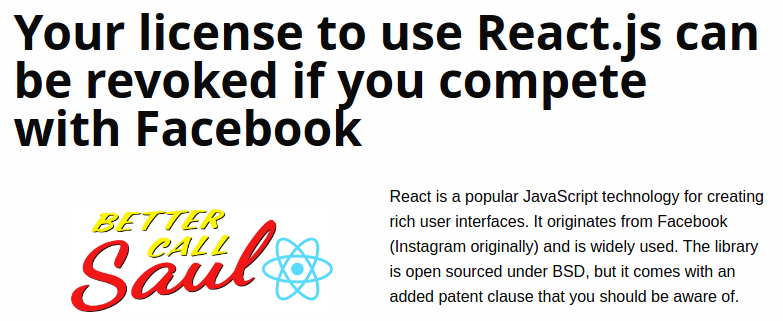 Your license to use React.js can
be revoked if you compete
with Facebook
BETTER
CALL
Saul
React is a popular JavaScript technology for creating
rich user interfaces. It originates from Facebook
(Instagram originally) and is widely used. The library
is open sourced under BSD, but it comes with an
added patent clause that you should be aware of.